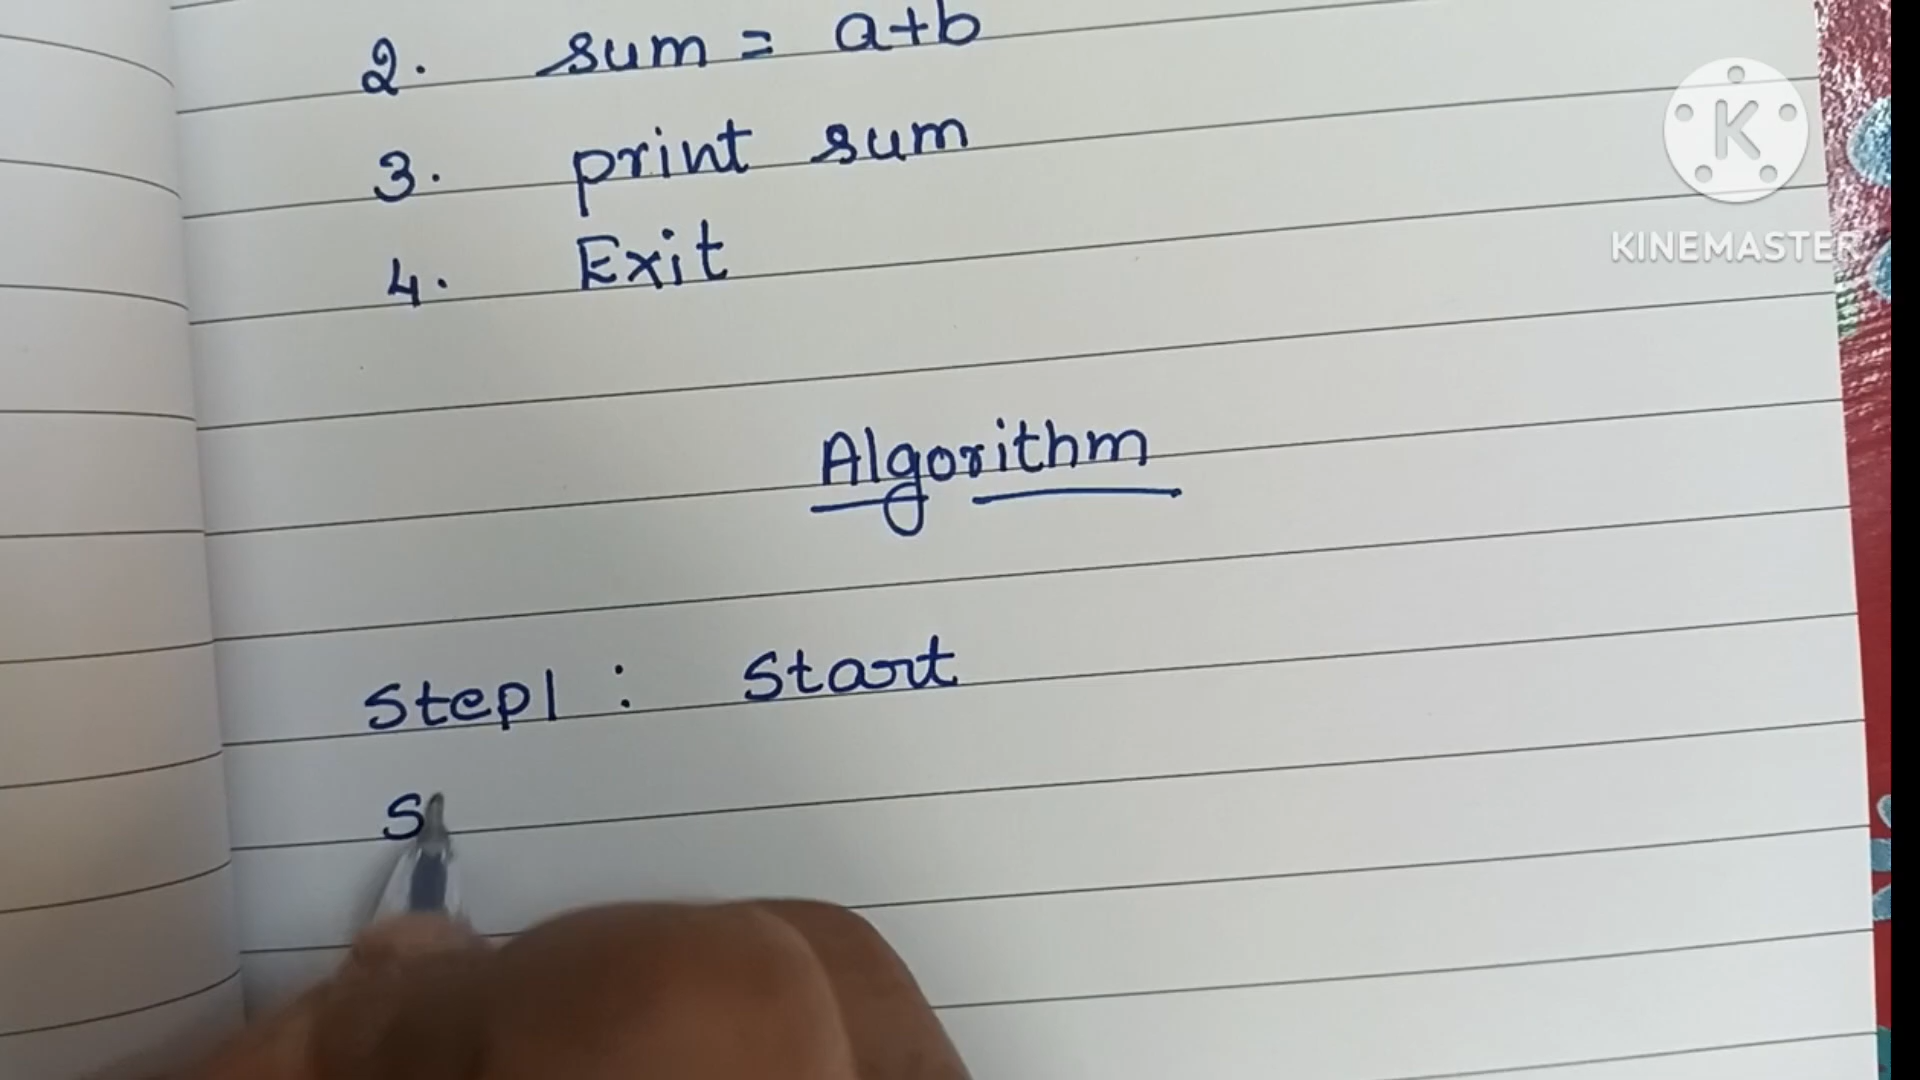 2. sum = a+b
3. print sum
4. Exit
K
KINEMASTER
Algorithm
Step1 : Start
S